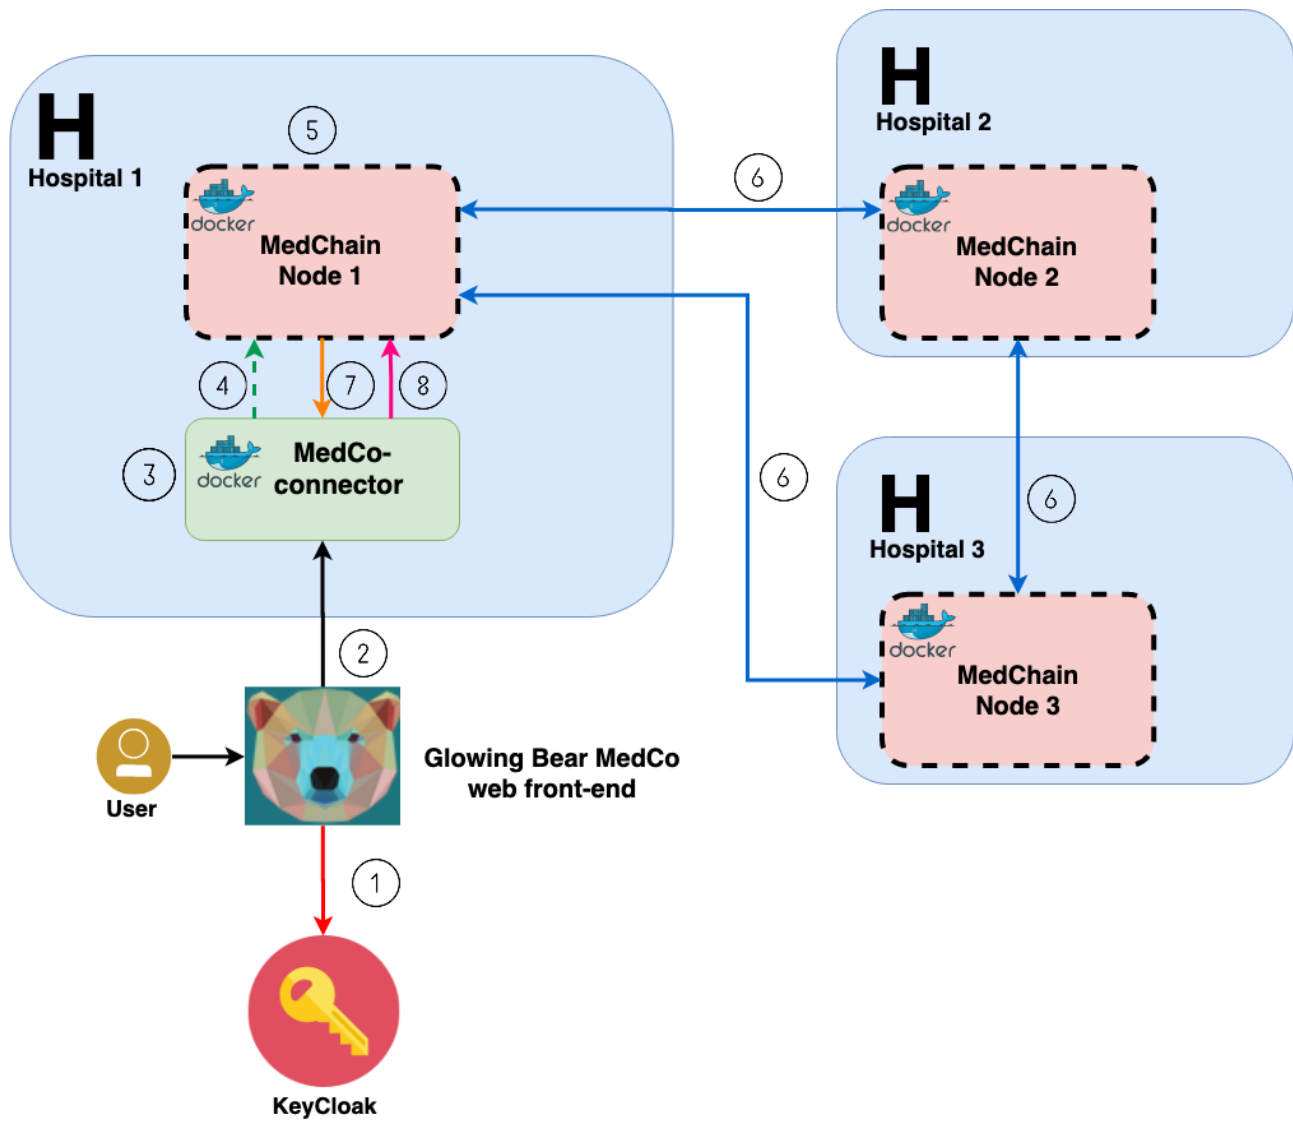 H
Hospital 1
5
docker
MedChain
Node 1
6
H
Hospital 2
docker
MedChain
Node 2
4
7
8
3
docker
MedCo-
connector
6
6
H
Hospital 3
docker
MedChain
Node 3
2
User
Glowing Bear MedCo
web front-end
1
KeyCloak